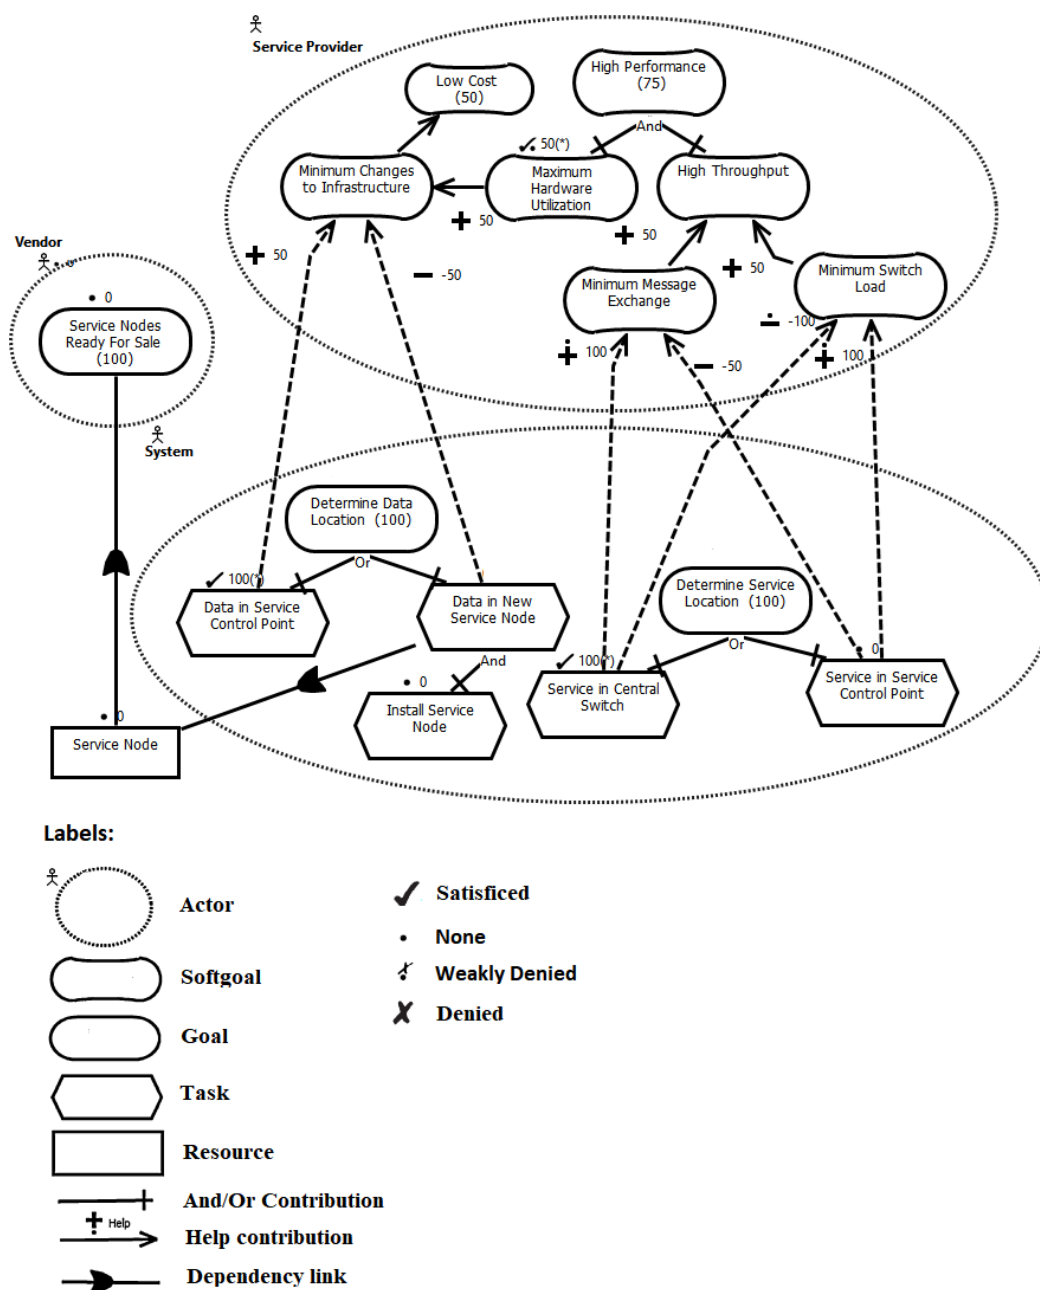 Service Provider
Low Cost
(50)
High Performance
(75)
And
50(*)
Minimum Changes
to Infrastructure
Maximum
Hardware
Utilization
High Throughput
50
50
50
-50
50
Vendor
0
0
Service Nodes
Ready For Sale
(100)
Minimum Message
Exchange
Minimum Switch
Load
-100
100
100
-50
System
Determine Data
Location (100)
Or
100(*)
Data in Service
Control Point
Data in New
Service Node
And
0
Install Service
Node
Determine Service
Location (100)
Or
0
100(*)
Service in Central
Switch
Service in Service
Control Point
0
Service Node
Labels:
Actor
Softgoal
Goal
Task
Resource
And/Or Contribution
Help
Help contribution
Dependency link
Satisficed
None
Weakly Denied
Denied